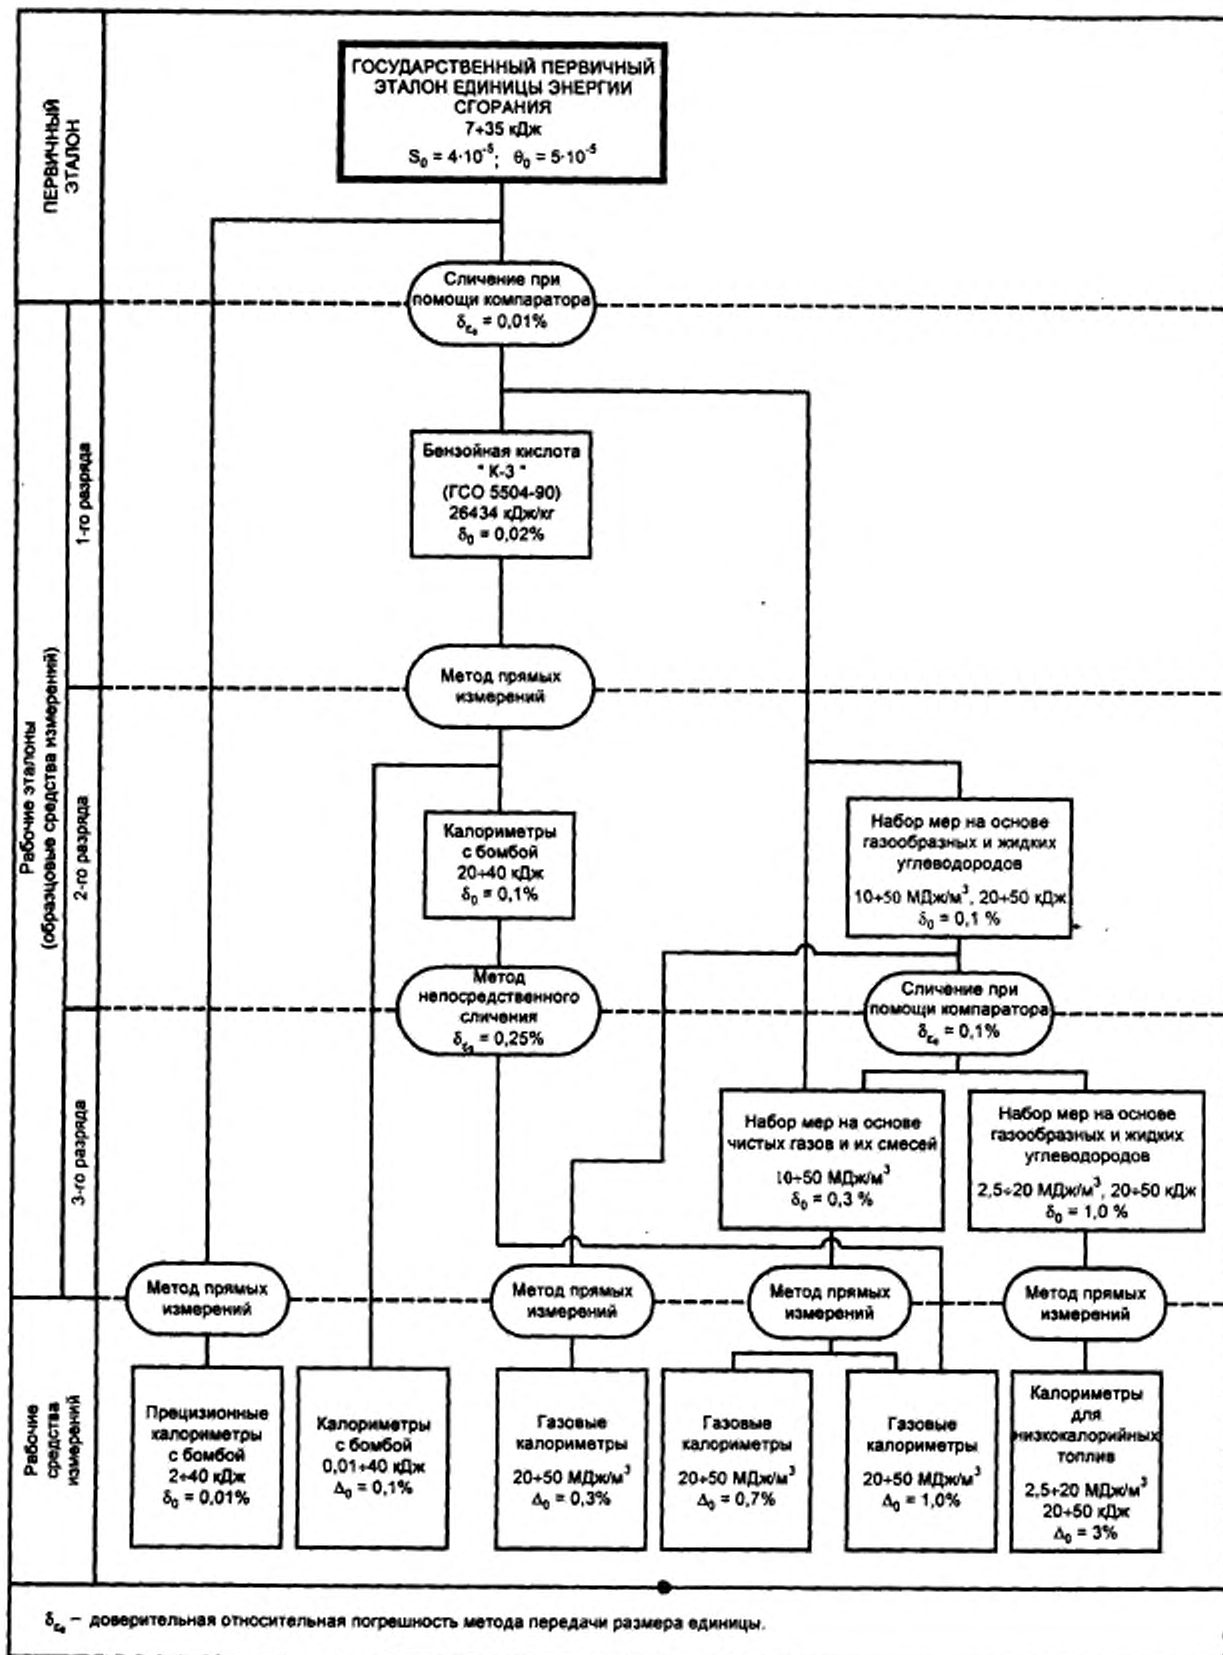 ПЕРВИЧНЫЙ
ЭТАЛОН
ГОСУДАРСТВЕННЫЙ ПЕРВИЧНЫЙ
ЭТАЛОН ЕДИНИЦЫ ЭНЕРГИИ
СГОРАНИЯ
7÷35 кДж
S₀ = 4·10⁻⁵; θ₀ = 5·10⁻⁵
Сличение при
помощи компаратора
δ_ε₀ = 0,01%
Рабочие эталоны
(образцовые средства измерений)
1-го разряда
Бензойная кислота
" К-3 "
(ГСО 5504-90)
26434 кДж/кг
δ₀ = 0,02%
Метод прямых
измерений
2-го разряда
Калориметры
с бомбой
20÷40 кДж
δ₀ = 0,1%
Набор мер на основе
газообразных и жидких
углеводородов
10÷50 МДж/м³, 20÷50 кДж
δ₀ = 0,1 %
Метод
непосредственного
сличения
δ_ε₀ = 0,25%
Сличение при
помощи компаратора
δ_ε₀ = 0,1%
3-го разряда
Набор мер на основе
чистых газов и их смесей
10÷50 МДж/м³
δ₀ = 0,3 %
Набор мер на основе
газообразных и жидких
углеводородов
2,5÷20 МДж/м³, 20÷50 кДж
δ₀ = 1,0 %
Метод прямых
измерений
Метод прямых
измерений
Метод прямых
измерений
Метод прямых
измерений
Рабочие
средства
измерений
Прецизионные
калориметры
с бомбой
2÷40 кДж
δ₀ = 0,01%
Калориметры
с бомбой
0,01÷40 кДж
Δ₀ = 0,1%
Газовые
калориметры
20÷50 МДж/м³
Δ₀ = 0,3%
Газовые
калориметры
20÷50 МДж/м³
Δ₀ = 0,7%
Газовые
калориметры
20÷50 МДж/м³
Δ₀ = 1,0%
Калориметры
для
низкокалорийных
топлив
2,5÷20 МДж/м³
20÷50 кДж
Δ₀ = 3%
δ_ε₀ – доверительная относительная погрешность метода передачи размера единицы.